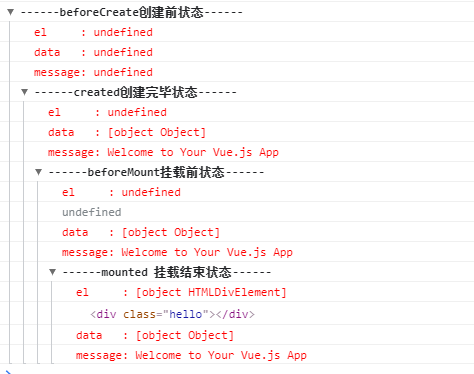 ------beforeCreate创建前状态------
el     : undefined
data   : undefined
message: undefined
------created创建完毕状态------
el     : undefined
data   : [object Object]
message: Welcome to Your Vue.js App
------beforeMount挂载前状态------
el     : undefined
undefined
data   : [object Object]
message: Welcome to Your Vue.js App
------mounted 挂载结束状态------
el     : [object HTMLDivElement]
<div class="hello"></div>
data   : [object Object]
message: Welcome to Your Vue.js App